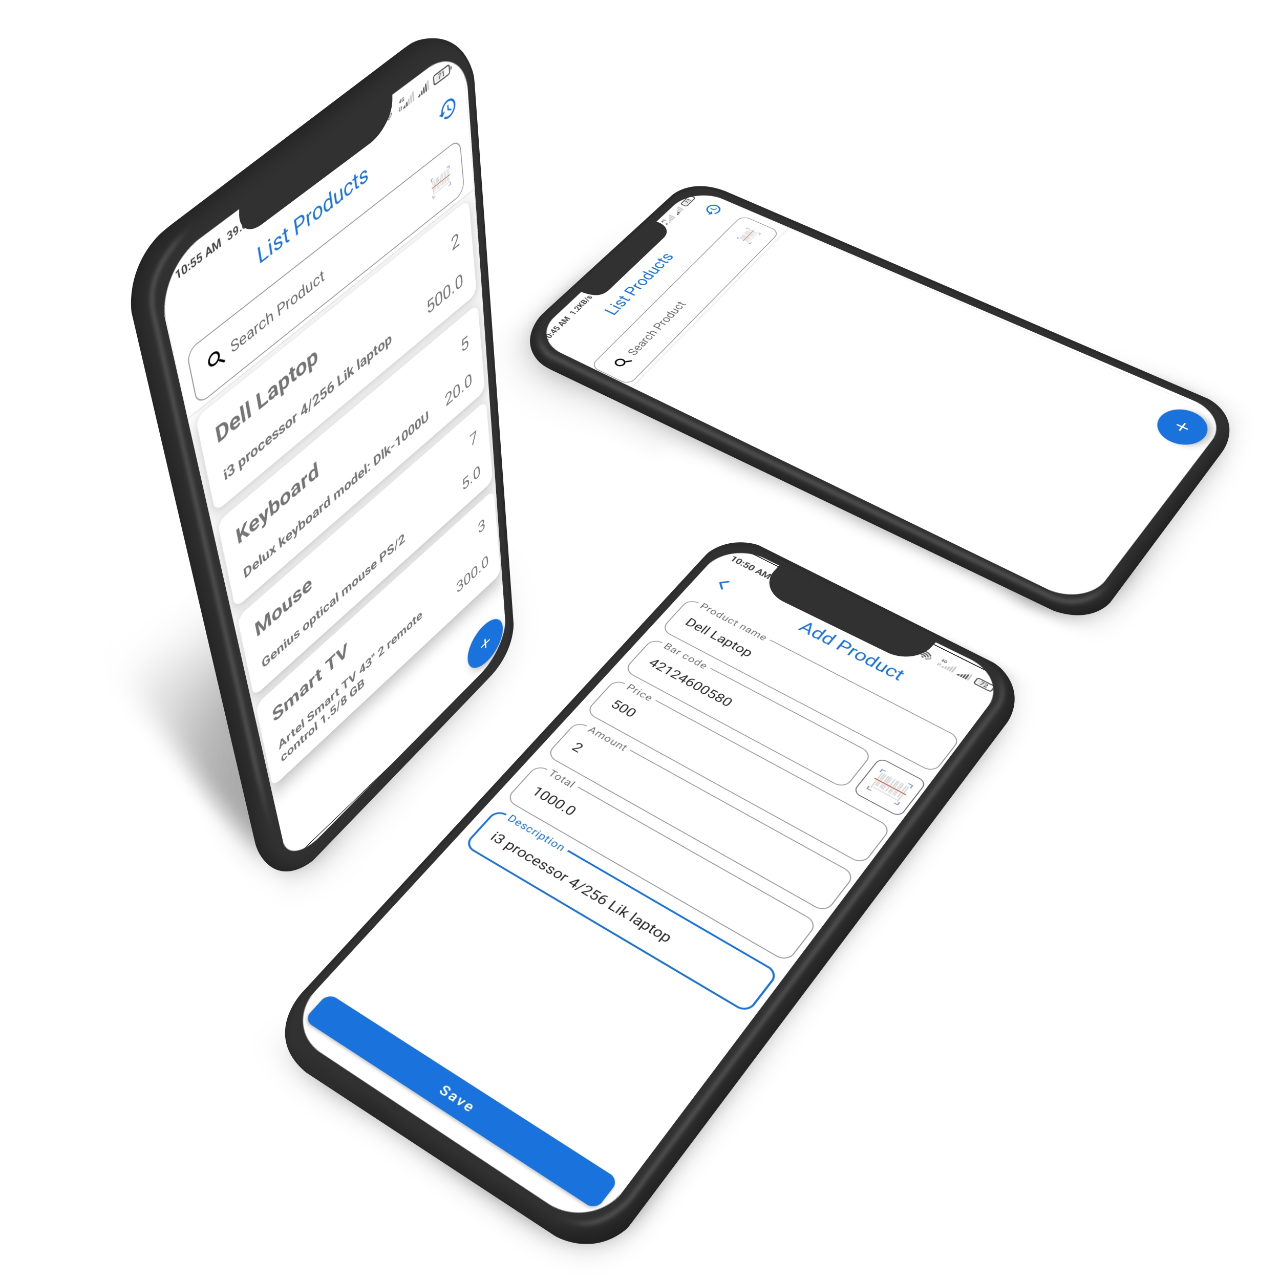 10:55 AM 39.
71
List Products
Search Product
Dell Laptop
2
i3 processor 4/256 Lik laptop
500.0
Keyboard
5
Delux keyboard model: Dlk-1000U
20.0
Mouse
7
Genius optical mouse PS/2
5.0
Smart TV
3
Artel Smart TV 43" 2 remote
control 1.5/8 GB
300.0
0:45 AM 1.2KB/s
List Products
Search Product
+
10:50 AM
Add Product
Product name
Dell Laptop
Bar code
42124600580
Price
500
Amount
2
Total
1000.0
Description
i3 processor 4/256 Lik laptop
Save